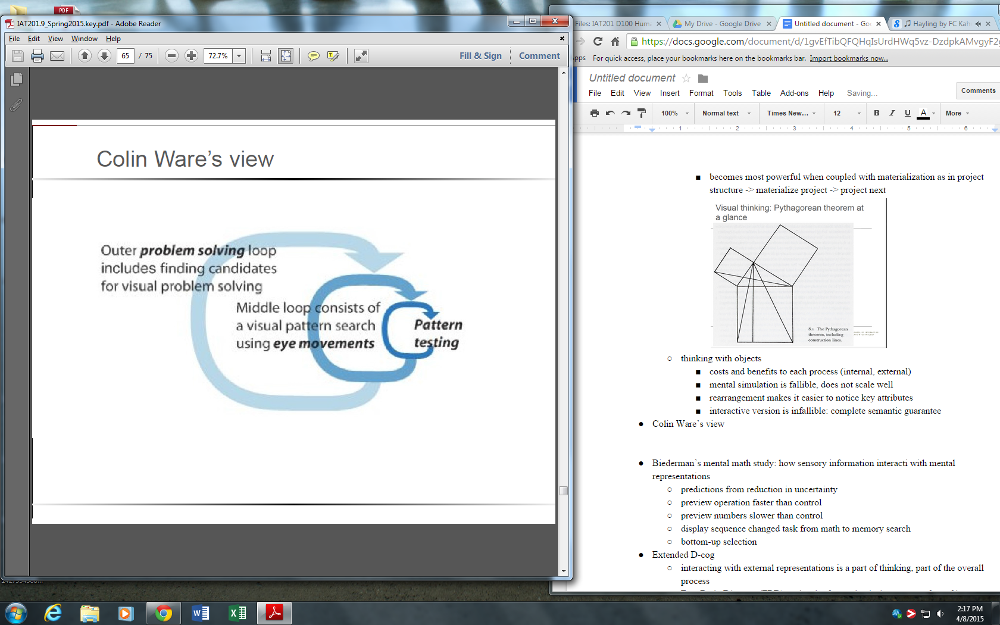 PDF
IAT201.9_Spring2015.key.pdf - Adobe Reader
File Edit View Window Help
65 / 75 72.7% Fill & Sign Comment
Colin Ware's view
Outer problem solving loop
includes finding candidates
for visual problem solving
Middle loop consists of
a visual pattern search
using eye movements
Pattern
testing
Files: IAT201 D100 Hum
My Drive - Google Drive
Untitled document - Go
Hayling by FC Kah
https://docs.google.com/document/d/1gvEfTibQFQHqIsUrdHWq5vz-DzdpkAMvgyF2
pps For quick access, place your bookmarks here on the bookmarks bar. Import bookmarks now...
Untitled document
File Edit View Insert Format Tools Table Add-ons Help Saving...
Comments
100% Normal text Times New... 12 B I U A More
1 2 3 4 5 6
■ becomes most powerful when coupled with materialization as in project
structure -> materialize project -> project next
Visual thinking: Pythagorean theorem at
a glance
8.1 The Pythagorean
theorem, including
construction lines.
○ thinking with objects
■ costs and benefits to each process (internal, external)
■ mental simulation is fallible, does not scale well
■ rearrangement makes it easier to notice key attributes
■ interactive version is infallible: complete semantic guarantee
● Colin Ware's view
● Biederman's mental math study: how sensory information interacti with mental
representations
○ predictions from reduction in uncertainty
○ preview operation faster than control
○ preview numbers slower than control
○ display sequence changed task from math to memory search
○ bottom-up selection
● Extended D-cog
○ interacting with external representations is a part of thinking, part of the overall
process
2:17 PM
4/8/2015